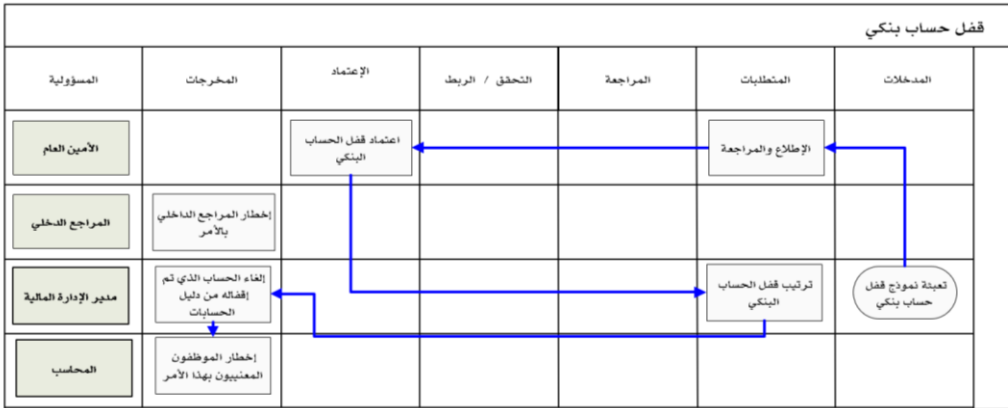 قفل حساب بنكي
المدخلات
المتطلبات
المراجعة
التحقق / الربط
الإعتماد
المخرجات
المسؤولية
الإطلاع والمراجعة
اعتماد قفل الحساب
البنكي
الأمين العام
إخطار المراجع الداخلي
بالأمر
المراجع الدخلي
تعبئة نموذج قفل
حساب بنكي
ترتيب قفل الحساب
البنكي
إلغاء الحساب الذي تم
إقفاله من دليل
الحسابات
مدير الإدارة المالية
إخطار الموظفون
المعنييون بهذا الأمر
المحاسب